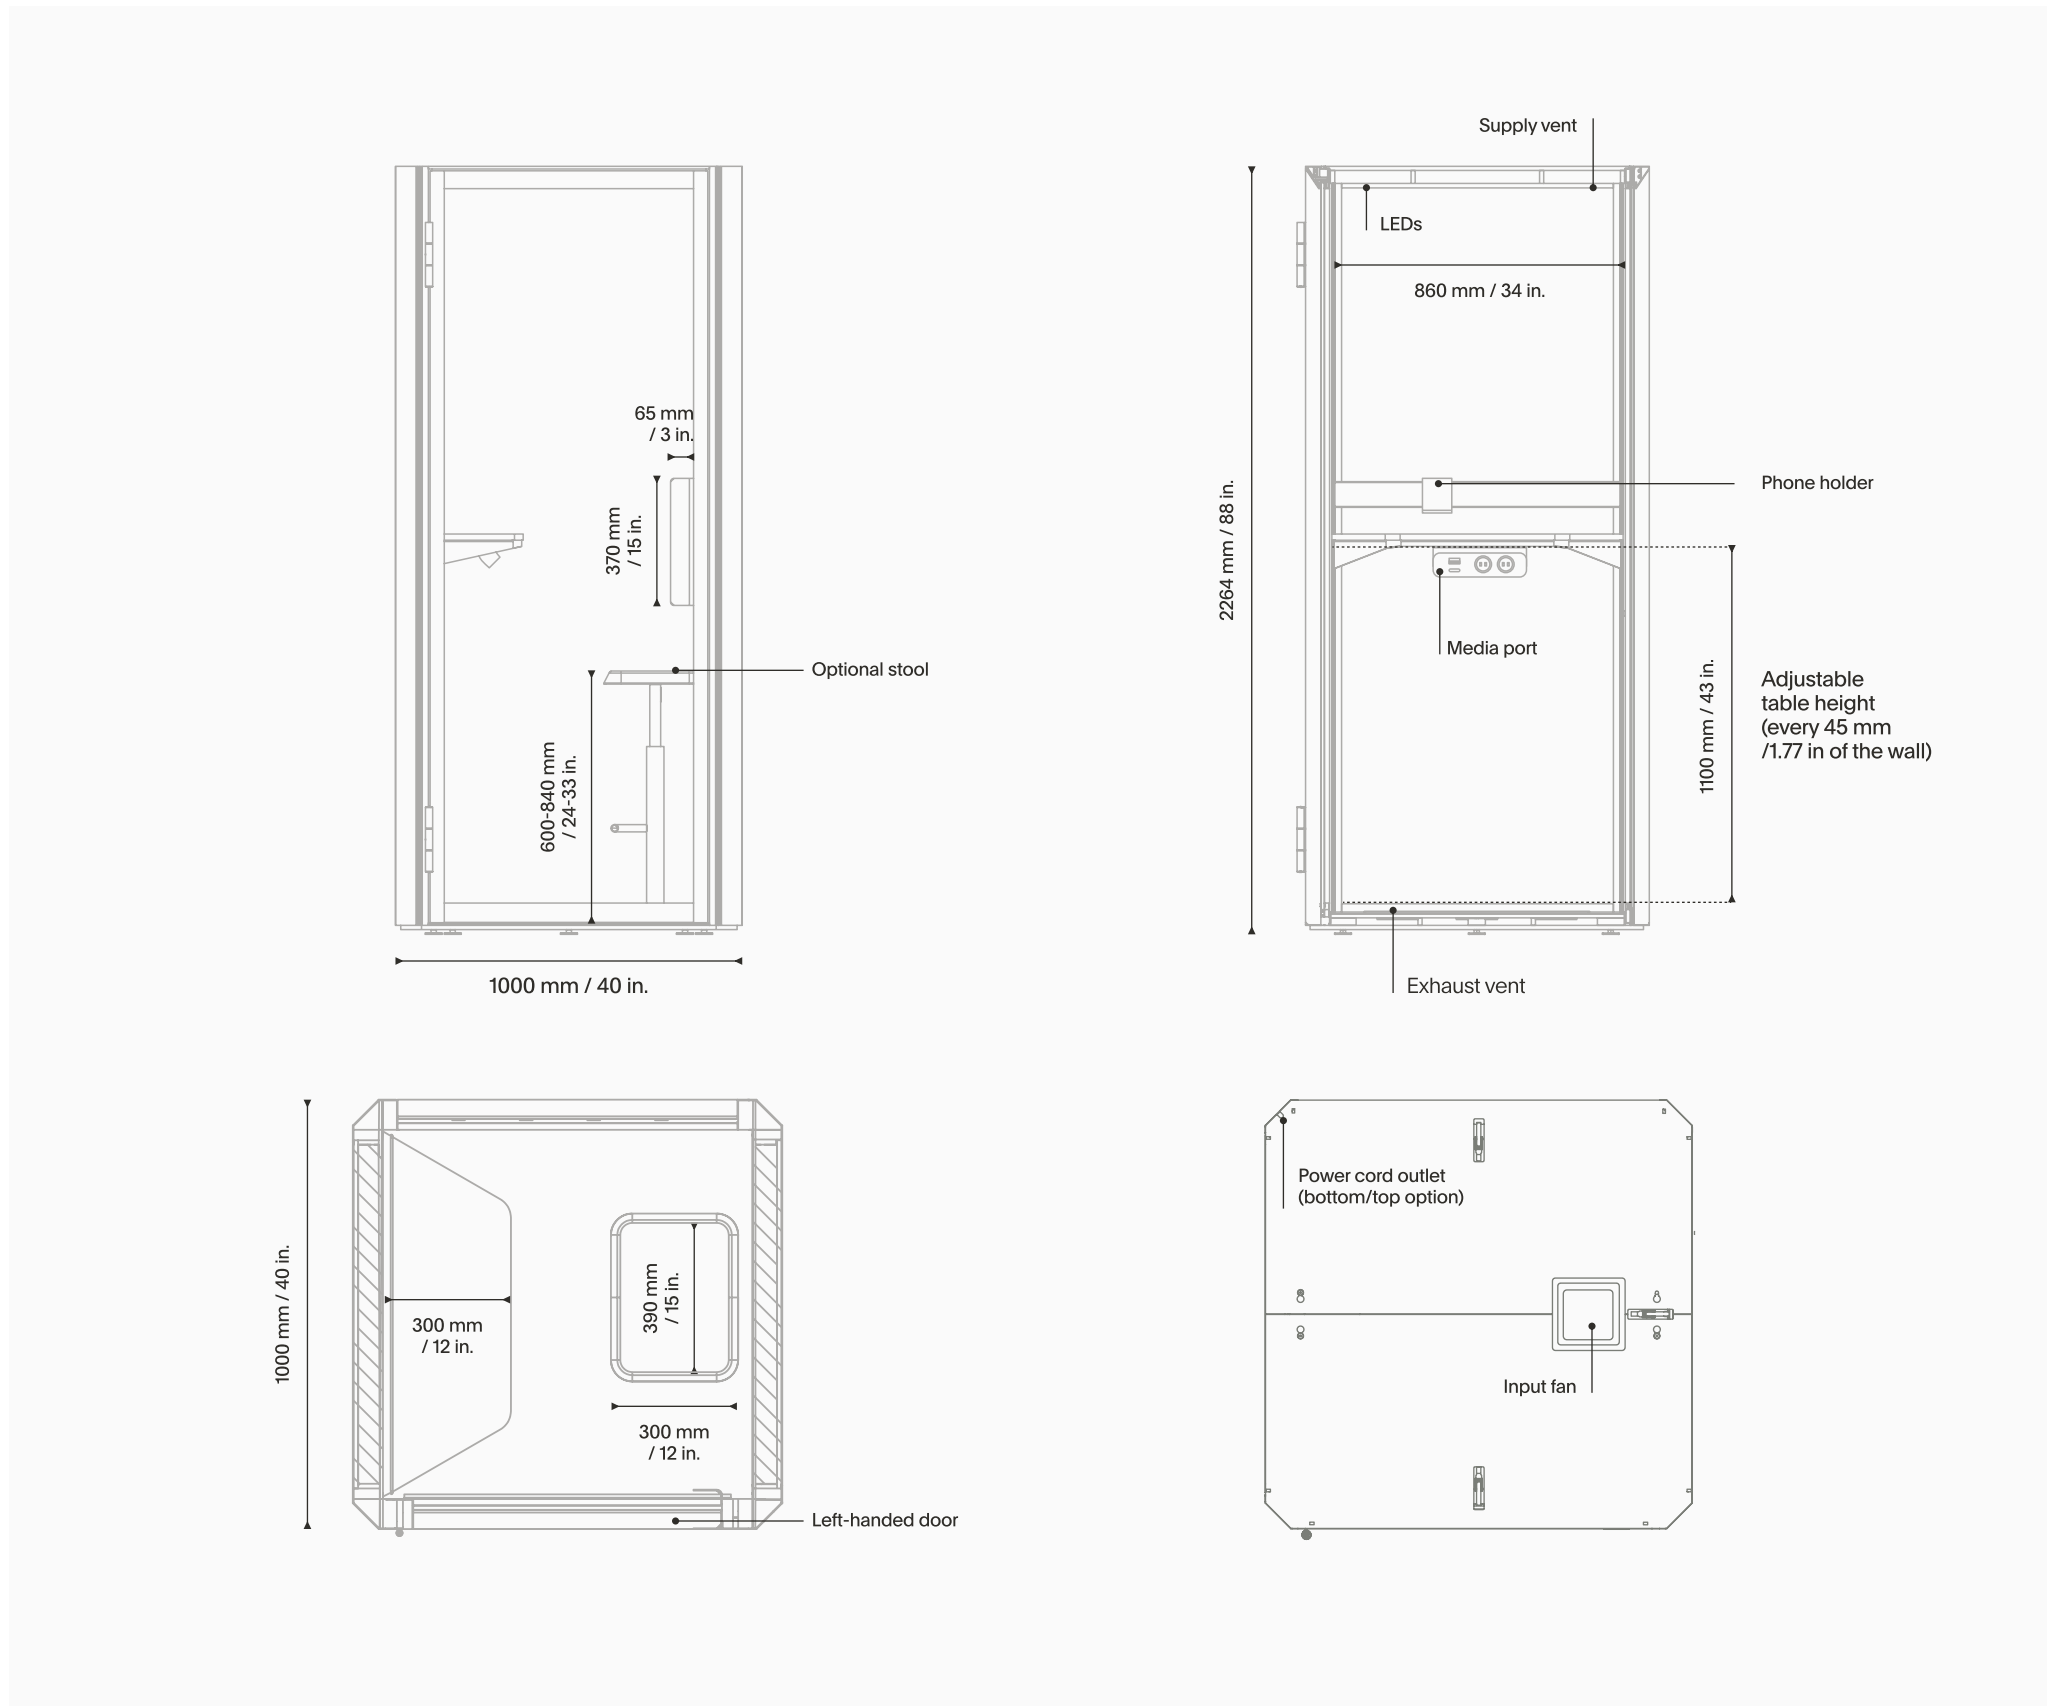 Supply vent
LEDs
860 mm / 34 in.
65 mm
/ 3 in.
370 mm
/ 15 in.
2264 mm / 88 in.
Phone holder
Media port
Optional stool
1100 mm / 43 in.
Adjustable
table height
(every 45 mm
/1.77 in of the wall)
600-840 mm
/ 24-33 in.
1000 mm / 40 in.
Exhaust vent
Power cord outlet
(bottom/top option)
1000 mm / 40 in.
300 mm
/ 12 in.
390 mm
/ 15 in.
Input fan
300 mm
/ 12 in.
Left-handed door